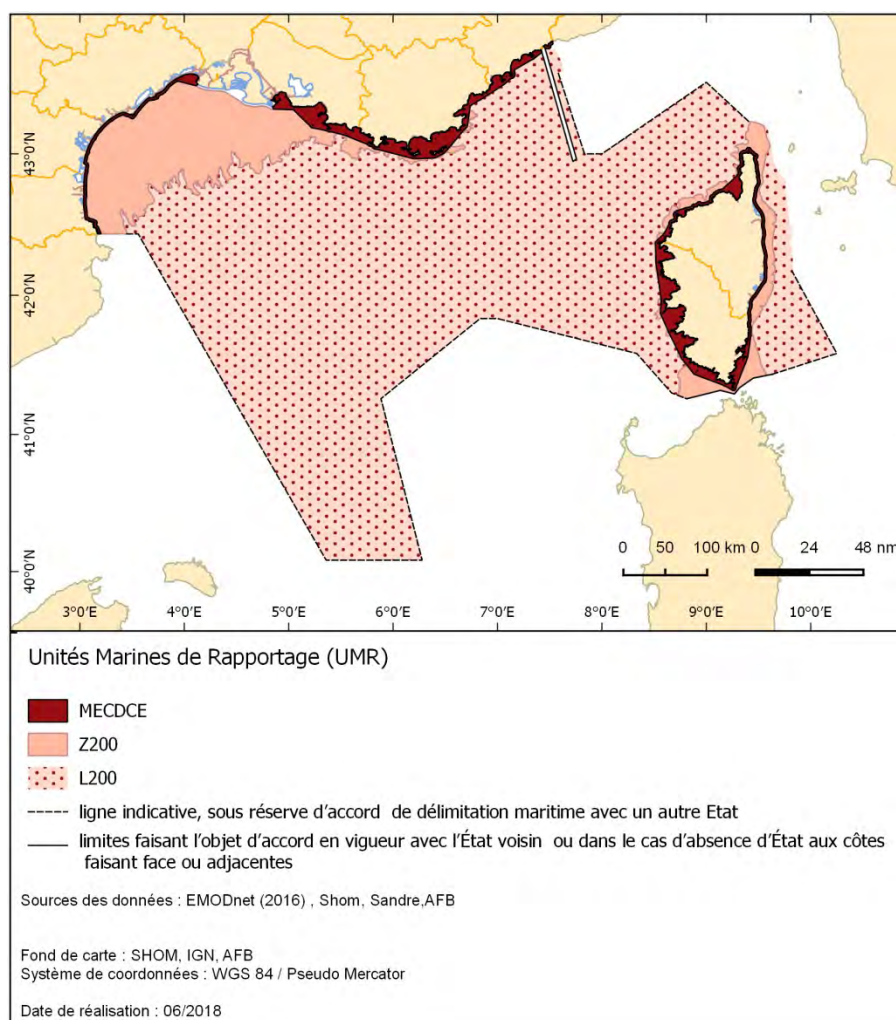 43°0'N
42°0'N
41°0'N
40°0'N
0 50 100 km 0 24 48 nm
3°0'E 4°0'E 5°0'E 6°0'E 7°0'E 8°0'E 9°0'E 10°0'E
Unités Marines de Rapportage (UMR)
MECDCE
Z200
L200
ligne indicative, sous réserve d'accord de délimitation maritime avec un autre Etat
limites faisant l'objet d'accord en vigueur avec l'État voisin ou dans le cas d'absence d'État aux côtes
faisant face ou adjacentes
Sources des données : EMODnet (2016) , Shom, Sandre,AFB
Fond de carte : SHOM, IGN, AFB
Système de coordonnées : WGS 84 / Pseudo Mercator
Date de réalisation : 06/2018